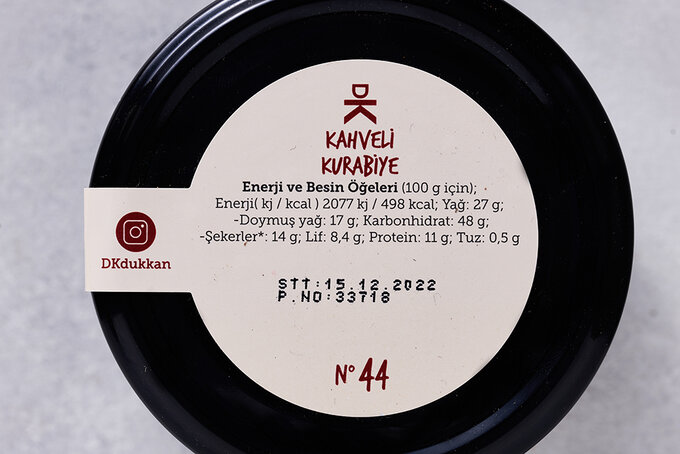 DK
KAHVELİ
KURABİYE
Enerji ve Besin Öğeleri (100 g için);
Enerji( kj / kcal ) 2077 kj / 498 kcal; Yağ: 27 g;
-Doymuş yağ: 17 g; Karbonhidrat: 48 g;
-Şekerler*: 14 g; Lif: 8,4 g; Protein: 11 g; Tuz: 0,5 g
DKdukkan
STT:15.12.2022
P.NO:33718
N° 44